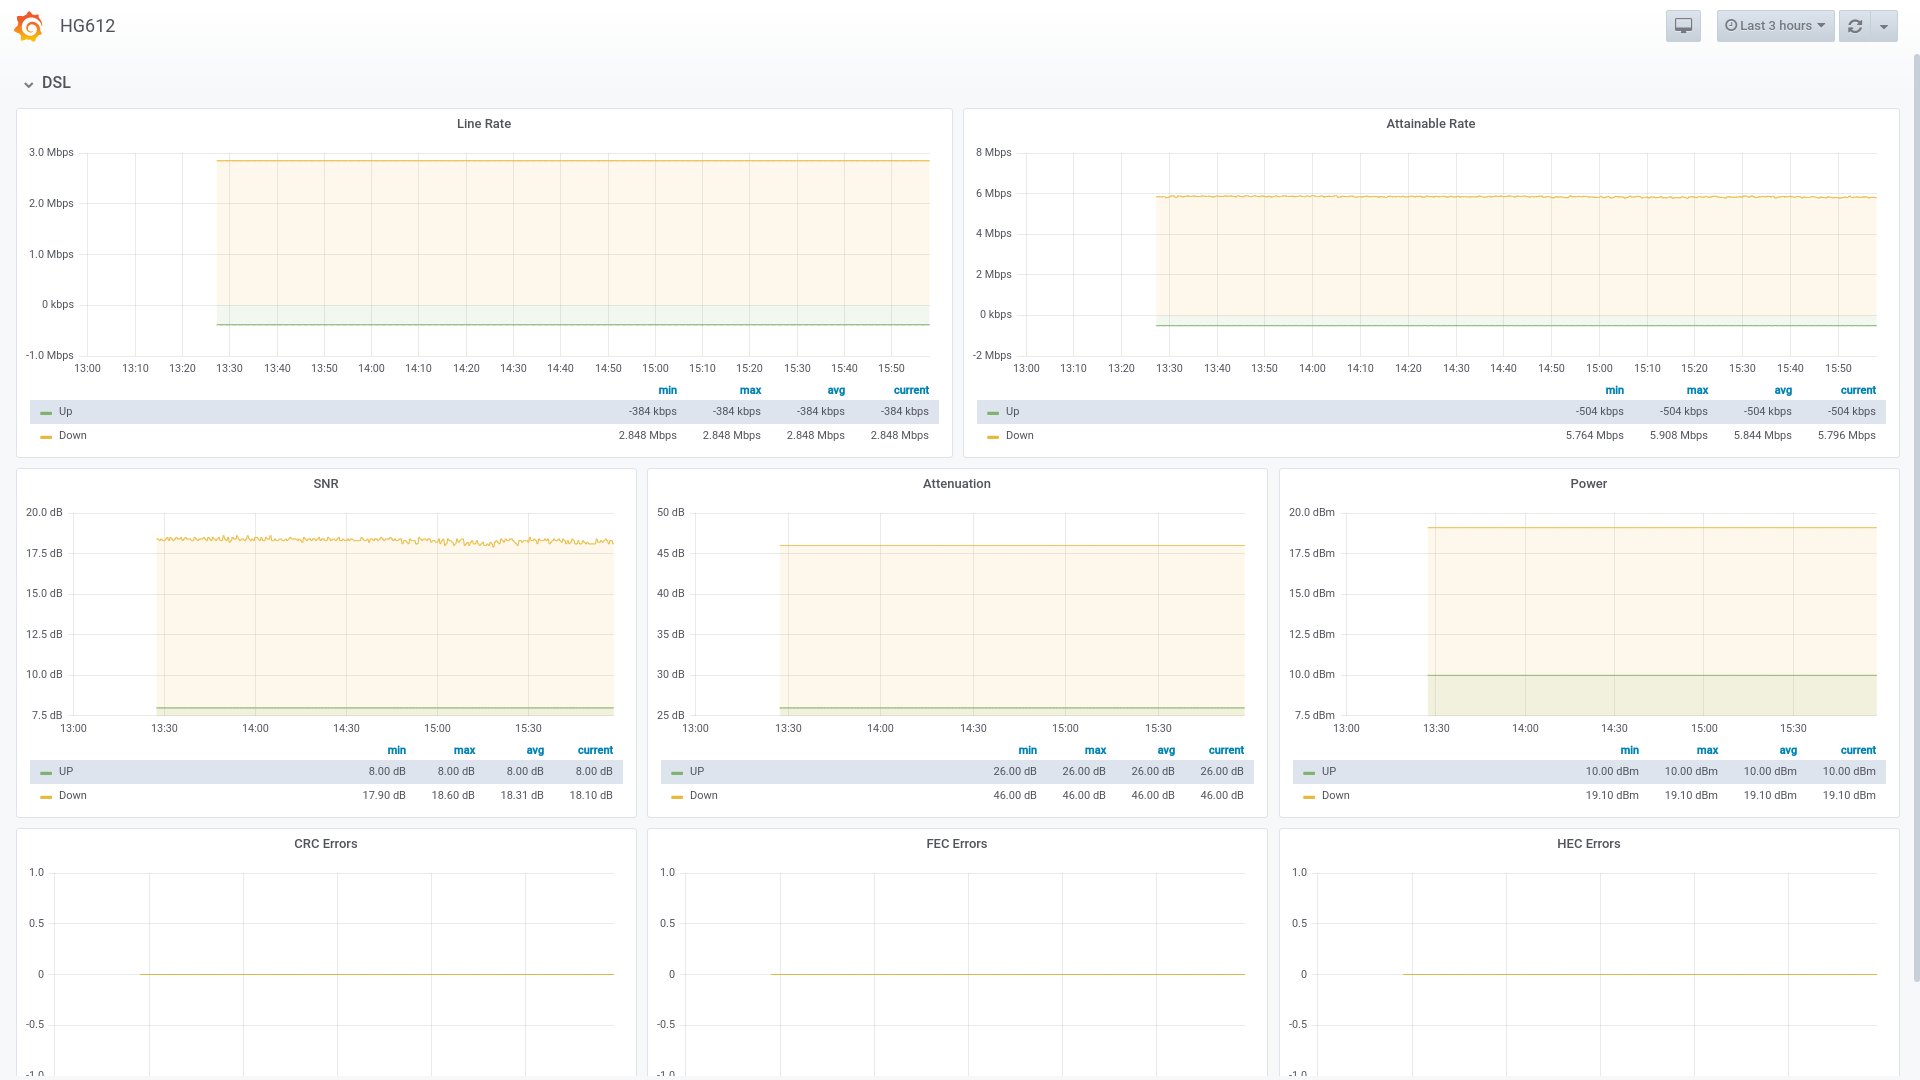 HG612
Last 3 hours
DSL
Line Rate
3.0 Mbps
2.0 Mbps
1.0 Mbps
0 kbps
-1.0 Mbps
13:00 13:10 13:20 13:30 13:40 13:50 14:00 14:10 14:20 14:30 14:40 14:50 15:00 15:10 15:20 15:30 15:40 15:50
min max avg current
Up -384 kbps -384 kbps -384 kbps -384 kbps
Down 2.848 Mbps 2.848 Mbps 2.848 Mbps 2.848 Mbps
Attainable Rate
8 Mbps
6 Mbps
4 Mbps
2 Mbps
0 kbps
-2 Mbps
13:00 13:10 13:20 13:30 13:40 13:50 14:00 14:10 14:20 14:30 14:40 14:50 15:00 15:10 15:20 15:30 15:40 15:50
min max avg current
Up -504 kbps -504 kbps -504 kbps -504 kbps
Down 5.764 Mbps 5.908 Mbps 5.844 Mbps 5.796 Mbps
SNR
20.0 dB
17.5 dB
15.0 dB
12.5 dB
10.0 dB
7.5 dB
13:00 13:30 14:00 14:30 15:00 15:30
min max avg current
UP 8.00 dB 8.00 dB 8.00 dB 8.00 dB
Down 17.90 dB 18.60 dB 18.31 dB 18.10 dB
Attenuation
50 dB
45 dB
40 dB
35 dB
30 dB
25 dB
13:00 13:30 14:00 14:30 15:00 15:30
min max avg current
UP 26.00 dB 26.00 dB 26.00 dB 26.00 dB
Down 46.00 dB 46.00 dB 46.00 dB 46.00 dB
Power
20.0 dBm
17.5 dBm
15.0 dBm
12.5 dBm
10.0 dBm
7.5 dBm
13:00 13:30 14:00 14:30 15:00 15:30
min max avg current
UP 10.00 dBm 10.00 dBm 10.00 dBm 10.00 dBm
Down 19.10 dBm 19.10 dBm 19.10 dBm 19.10 dBm
CRC Errors
1.0
0.5
0
-0.5
-1.0
FEC Errors
1.0
0.5
0
-0.5
-1.0
HEC Errors
1.0
0.5
0
-0.5
-1.0